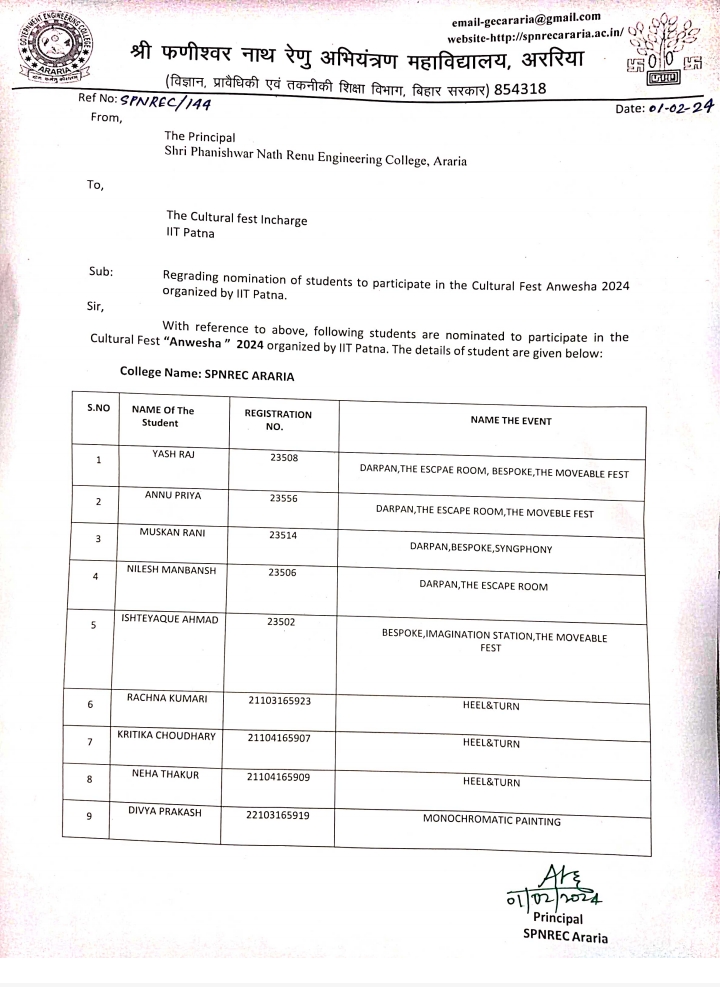 GOVERNMENT ENGINEERING COLLEGE
ARARIA
email-gecararia@gmail.com
website-http://spnrecararia.ac.in/
श्री फणीश्वर नाथ रेणु अभियंत्रण महाविद्यालय, अररिया
(विज्ञान, प्रावैधिकी एवं तकनीकी शिक्षा विभाग, बिहार सरकार) 854318
Ref No: SPNREC/144
Date: 01-02-24
From,
The Principal
Shri Phanishwar Nath Renu Engineering College, Araria
To,
The Cultural fest Incharge
IIT Patna
Sub: Regrading nomination of students to participate in the Cultural Fest Anwesha 2024
organized by IIT Patna.
Sir,
With reference to above, following students are nominated to participate in the
Cultural Fest "Anwesha " 2024 organized by IIT Patna. The details of student are given below:
College Name: SPNREC ARARIA
S.NO NAME Of The Student REGISTRATION NO. NAME THE EVENT
1 YASH RAJ 23508 DARPAN,THE ESCPAE ROOM, BESPOKE,THE MOVEABLE FEST
2 ANNU PRIYA 23556 DARPAN,THE ESCAPE ROOM,THE MOVEBLE FEST
3 MUSKAN RANI 23514 DARPAN,BESPOKE,SYNGPHONY
4 NILESH MANBANSH 23506 DARPAN,THE ESCAPE ROOM
5 ISHTEYAQUE AHMAD 23502 BESPOKE,IMAGINATION STATION,THE MOVEABLE
FEST
6 RACHNA KUMARI 21103165923 HEEL&TURN
7 KRITIKA CHOUDHARY 21104165907 HEEL&TURN
8 NEHA THAKUR 21104165909 HEEL&TURN
9 DIVYA PRAKASH 22103165919 MONOCHROMATIC PAINTING
01/02/2024
Principal
SPNREC Araria